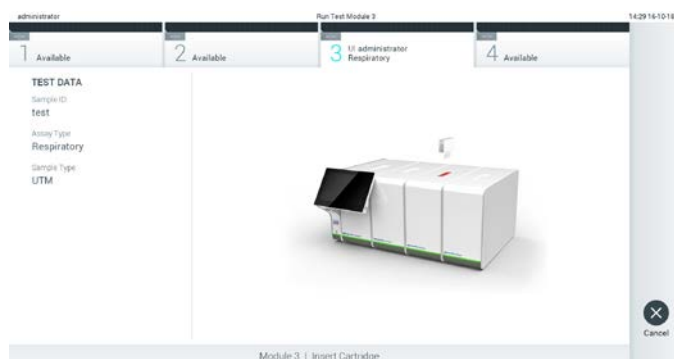 administrator
Run Test Module 3
14:29 16-10-18
1 Available
2 Available
3 UI administrator
Respiratory
4 Available
TEST DATA
Sample ID
test
Assay Type
Respiratory
Sample Type
UTM
Cancel
Module 3 | Insert Cartridge